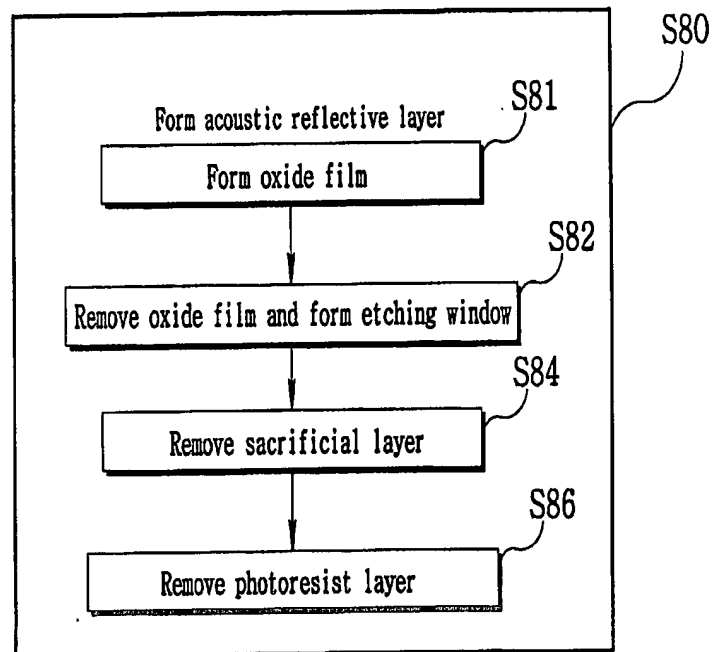 S80
S81
Form acoustic reflective layer
Form oxide film
S82
Remove oxide film and form etching window
S84
Remove sacrificial layer
S86
Remove photoresist layer